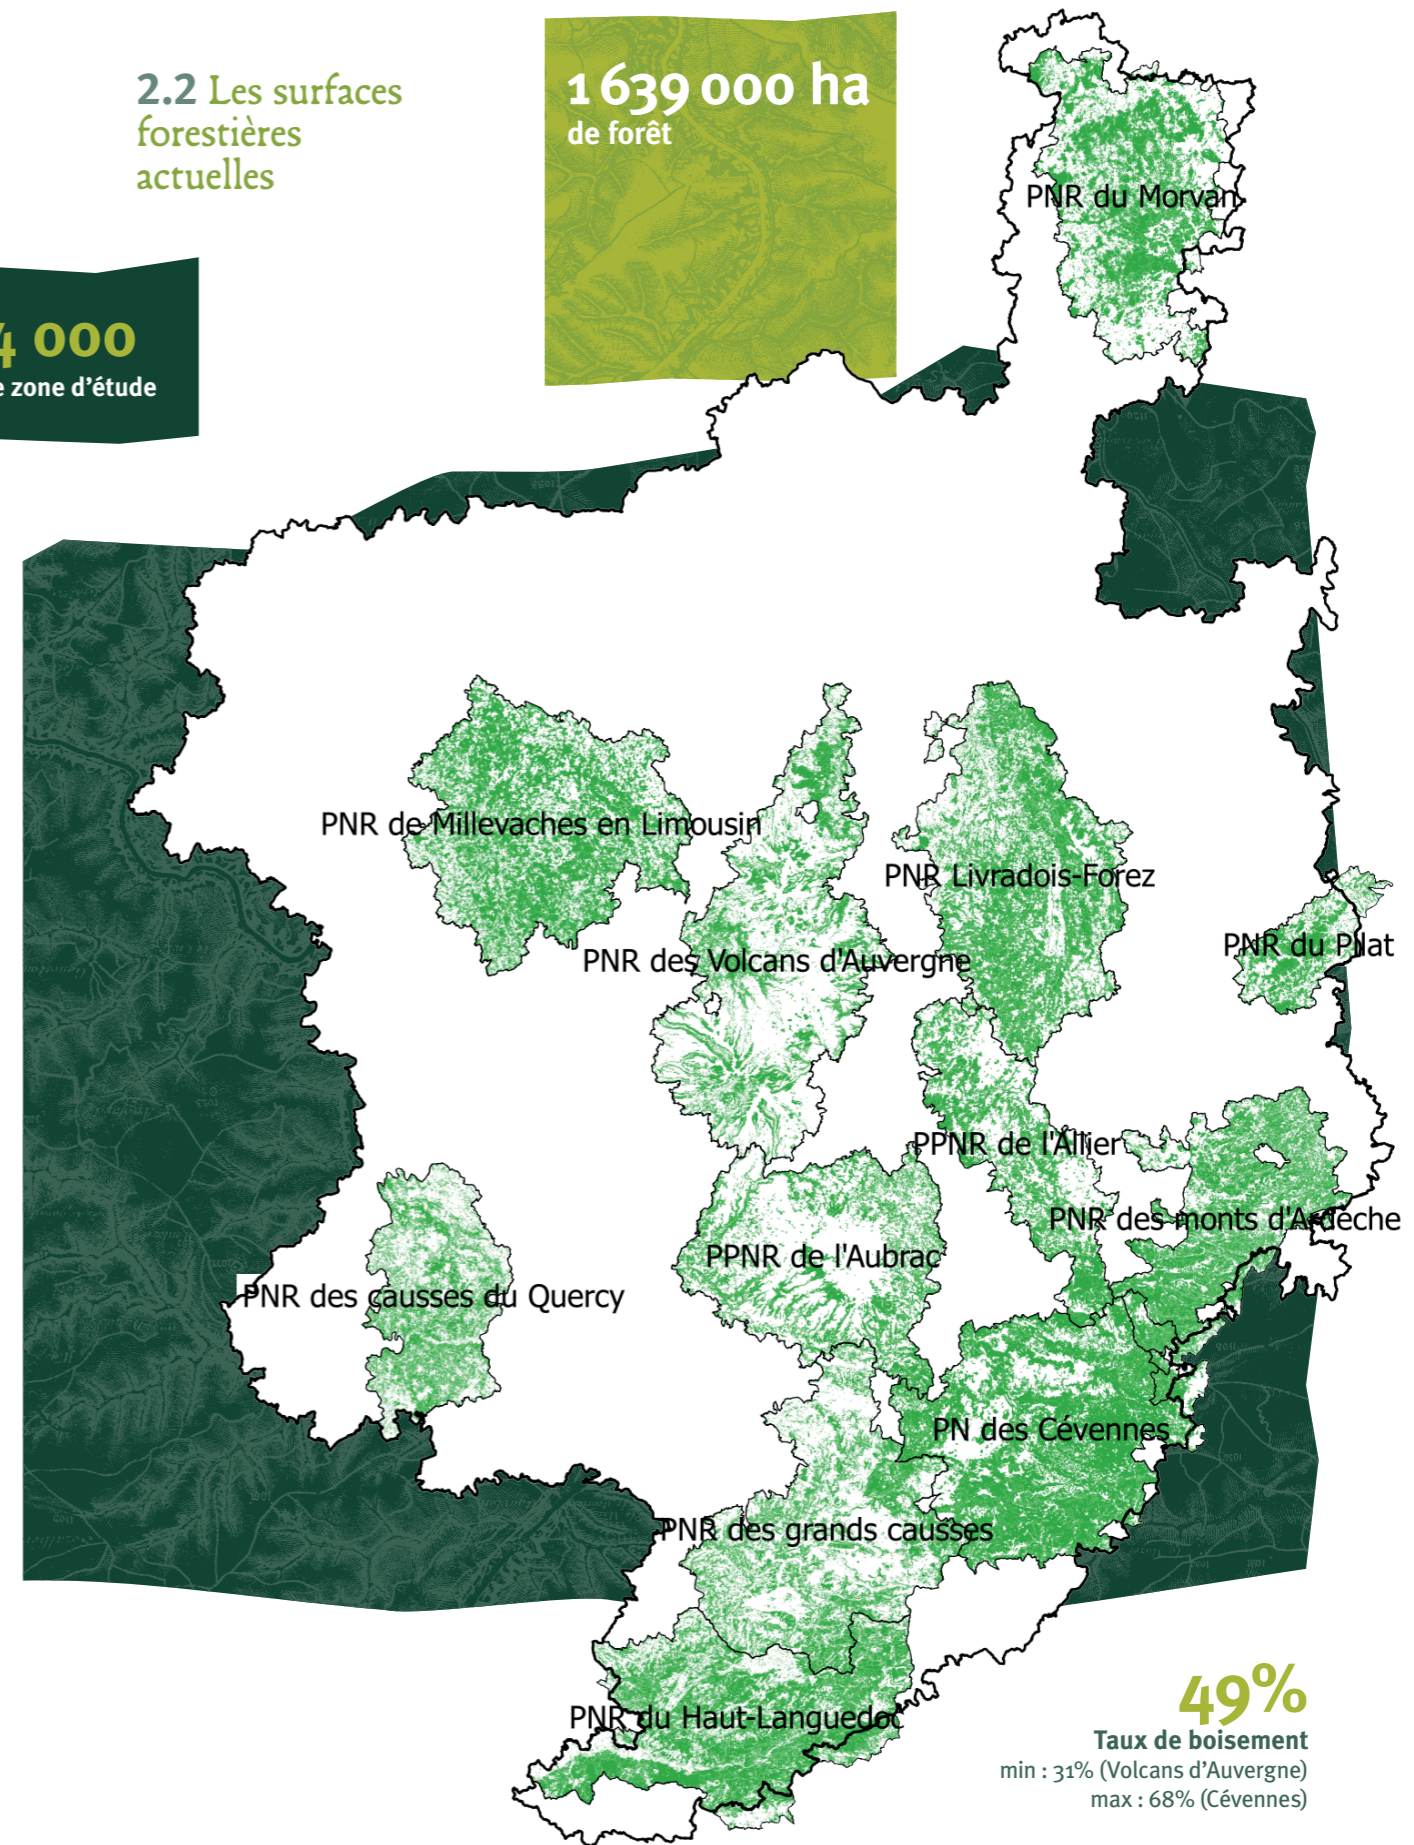 2.2 Les surfaces
forestières
actuelles
1 639 000 ha
de forêt
4 000
e zone d'étude
PNR du Morvan
PNR de Millevaches en Limousin
PNR Livradois-Forez
PNR du Pilat
PNR des Volcans d'Auvergne
PPNR de l'Allier
PNR des monts d'Ardèche
PPNR de l'Aubrac
PNR des causses du Quercy
PN des Cévennes
PNR des grands causses
PNR du Haut-Languedoc
49%
Taux de boisement
min : 31% (Volcans d'Auvergne)
max : 68% (Cévennes)